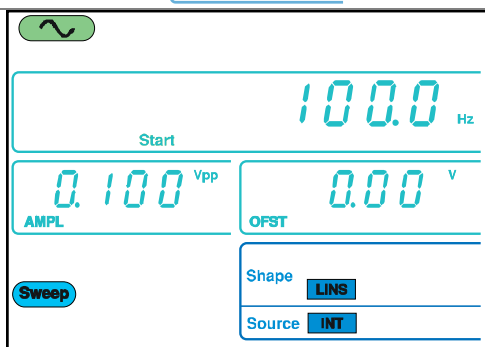 100.0 Hz
Start
0.100 Vpp
AMPL
0.00 V
OFST
Sweep
Shape LINS
Source INT